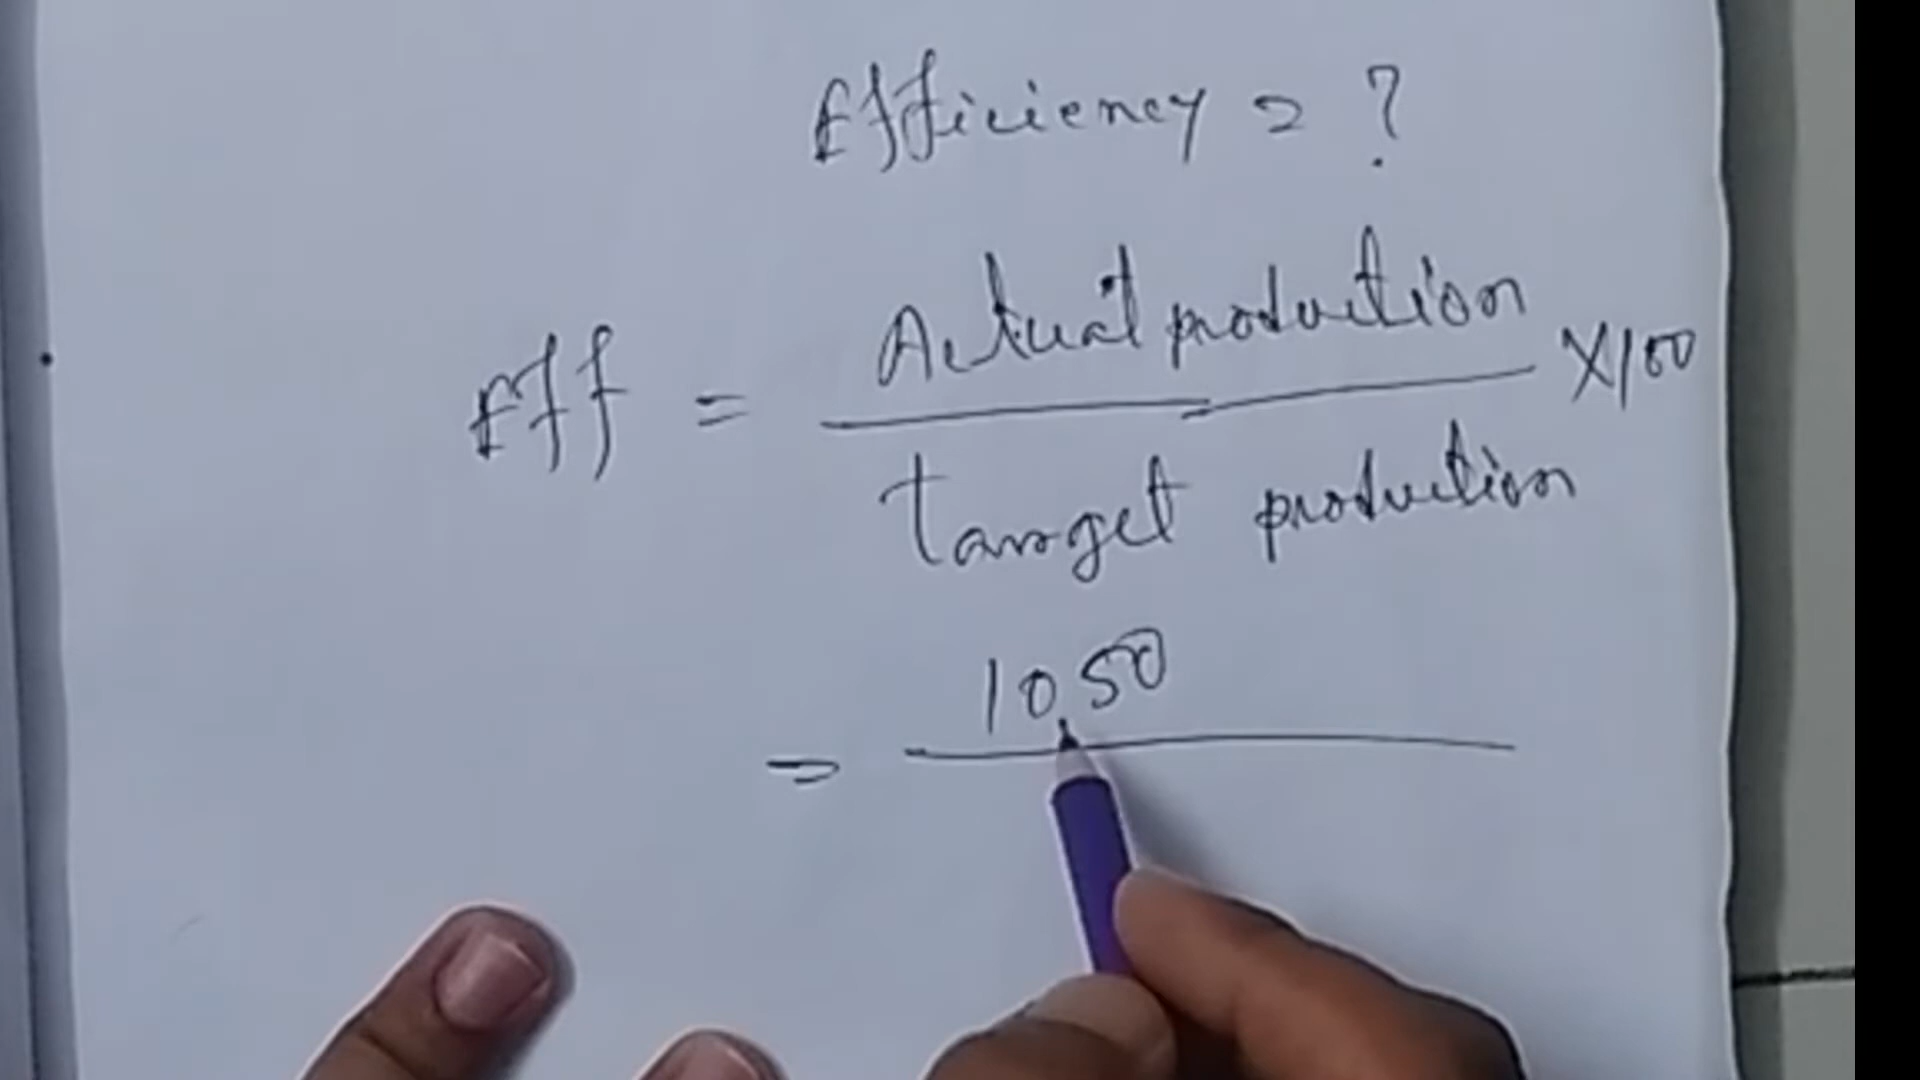 Efficiency = ?
Eff = Actual production / Target production X100
= 1050